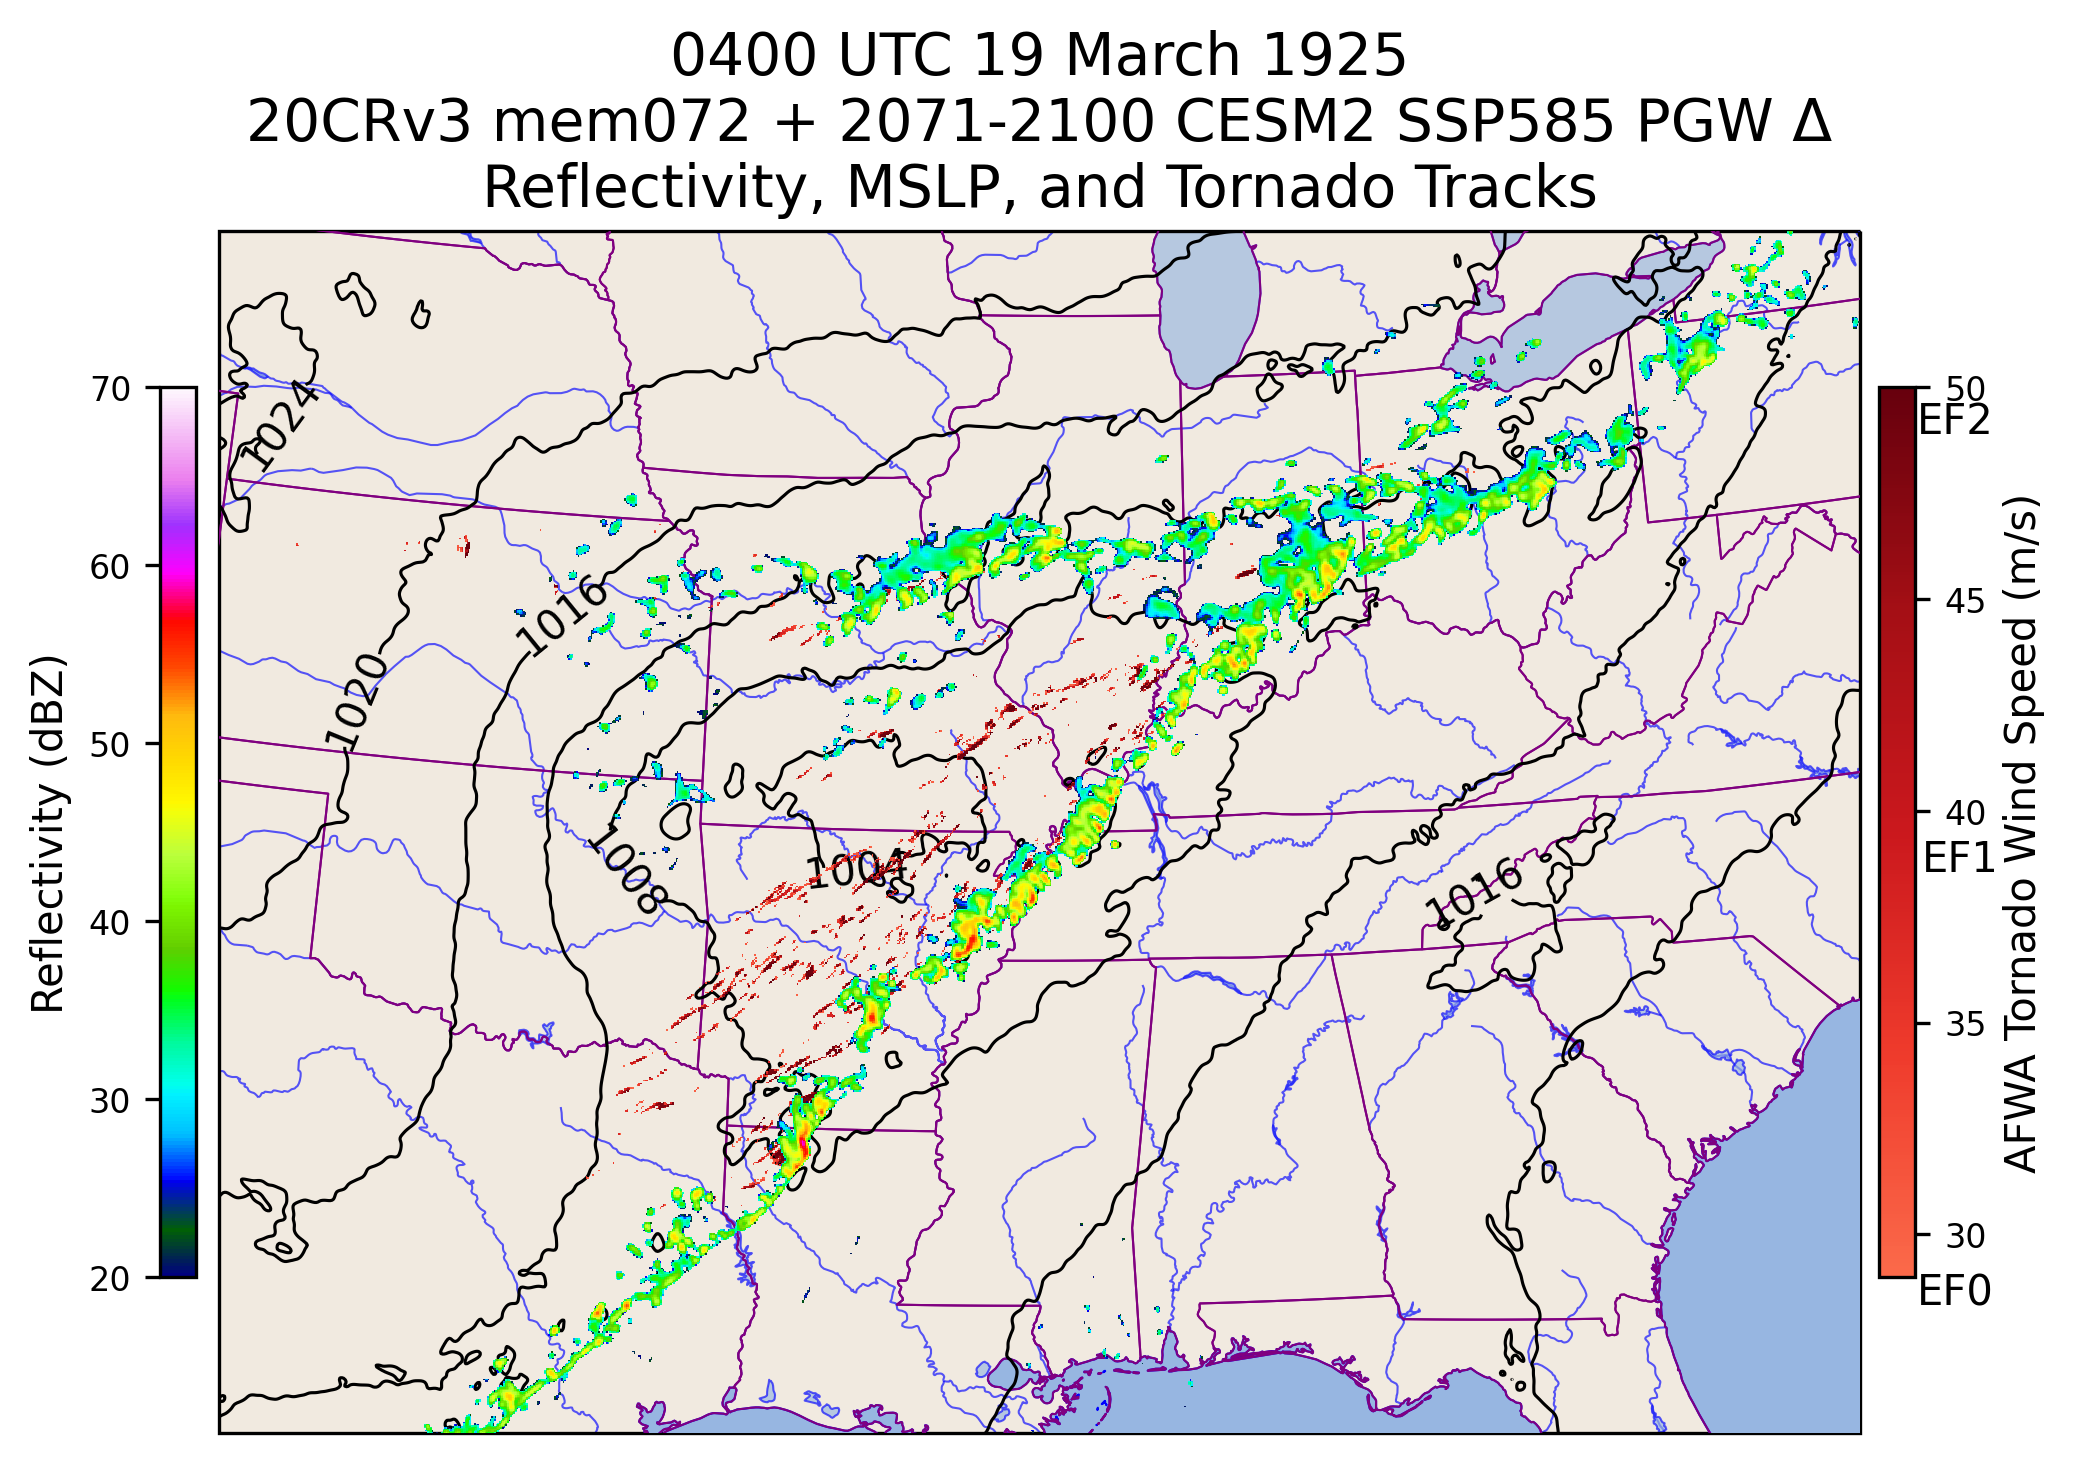 0400 UTC 19 March 1925
20CRv3 mem072 + 2071-2100 CESM2 SSP585 PGW Δ
Reflectivity, MSLP, and Tornado Tracks
Reflectivity (dBZ)
70
60
50
40
30
20
1024
1020
1016
1008
1004
1016
50
EF2
45
40
EF1
35
30
EF0
AFWA Tornado Wind Speed (m/s)